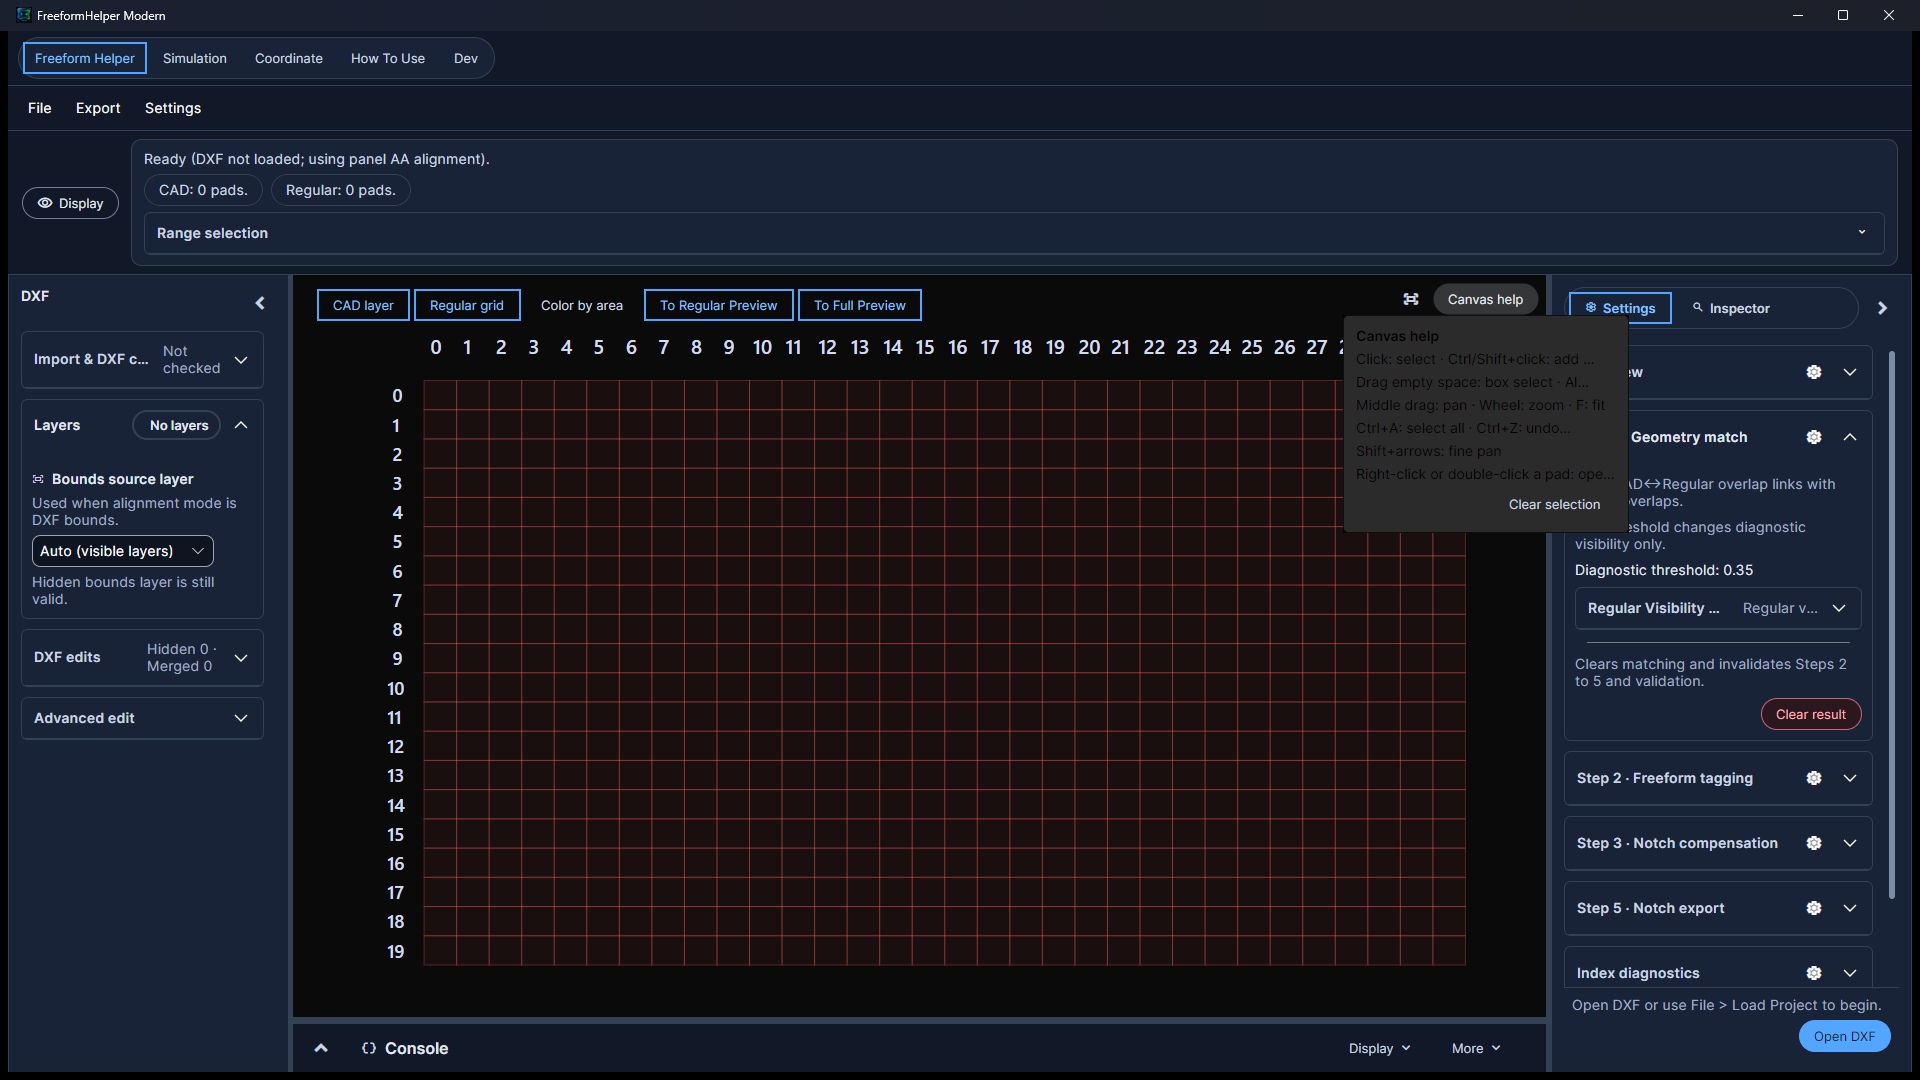 FreeformHelper Modern
Freeform Helper Simulation Coordinate How To Use Dev
File Export Settings
Ready (DXF not loaded; using panel AA alignment).
CAD: 0 pads. Regular: 0 pads.
Display
Range selection
DXF
Import & DXF c... Not checked
Layers No layers
Bounds source layer
Used when alignment mode is
DXF bounds.
Auto (visible layers)
Hidden bounds layer is still
valid.
DXF edits Hidden 0 ·
Merged 0
Advanced edit
CAD layer Regular grid Color by area To Regular Preview To Full Preview Canvas help
0 1 2 3 4 5 6 7 8 9 10 11 12 13 14 15 16 17 18 19 20 21 22 23 24 25 26 27
0
1
2
3
4
5
6
7
8
9
10
11
12
13
14
15
16
17
18
19
Canvas help
Click: select · Ctrl/Shift+click: add ...
Drag empty space: box select · Al...
Middle drag: pan · Wheel: zoom · F: fit
Ctrl+A: select all · Ctrl+Z: undo...
Shift+arrows: fine pan
Right-click or double-click a pad: ope...
Clear selection
Settings Inspector
Geometry match
AD↔Regular overlap links with
verlaps.
shold changes diagnostic
visibility only.
Diagnostic threshold: 0.35
Regular Visibility ... Regular v...
Clears matching and invalidates Steps 2
to 5 and validation.
Clear result
Step 2 · Freeform tagging
Step 3 · Notch compensation
Step 5 · Notch export
Index diagnostics
Open DXF or use File > Load Project to begin.
Open DXF
Console Display More